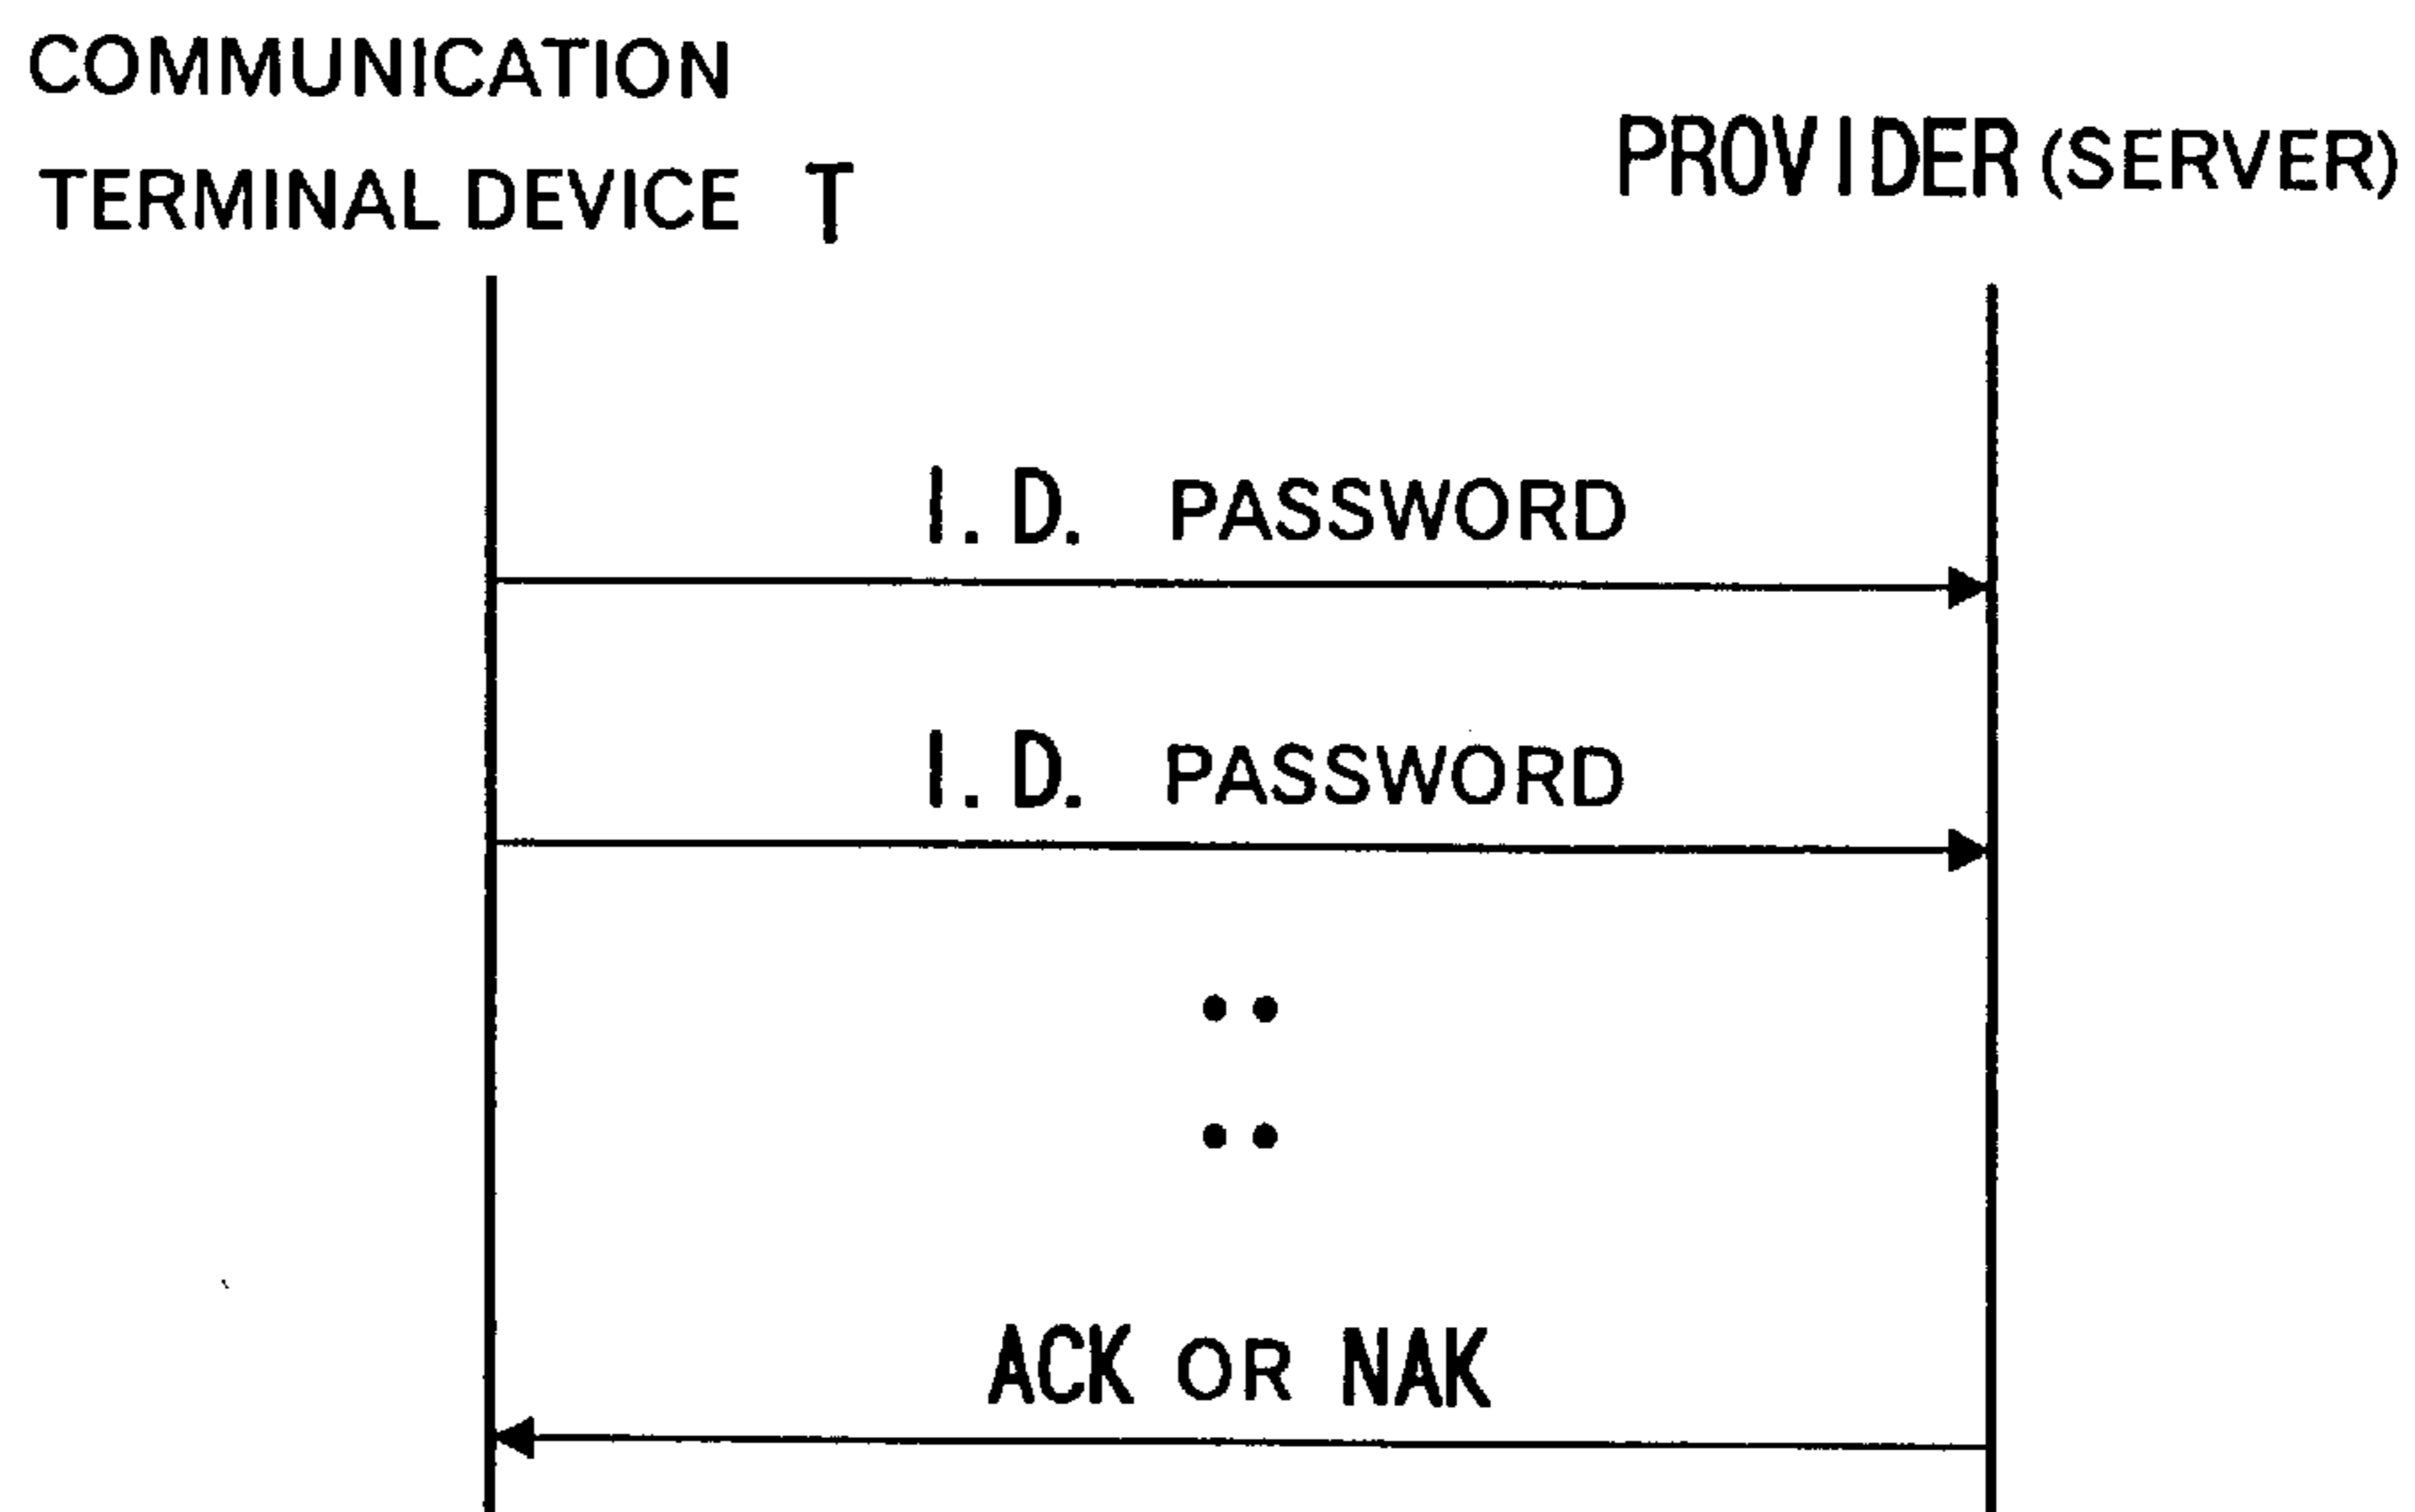 COMMUNICATION
TERMINAL DEVICE T
PROVIDER (SERVER)
I.D. PASSWORD
I.D. PASSWORD
ACK OR NAK